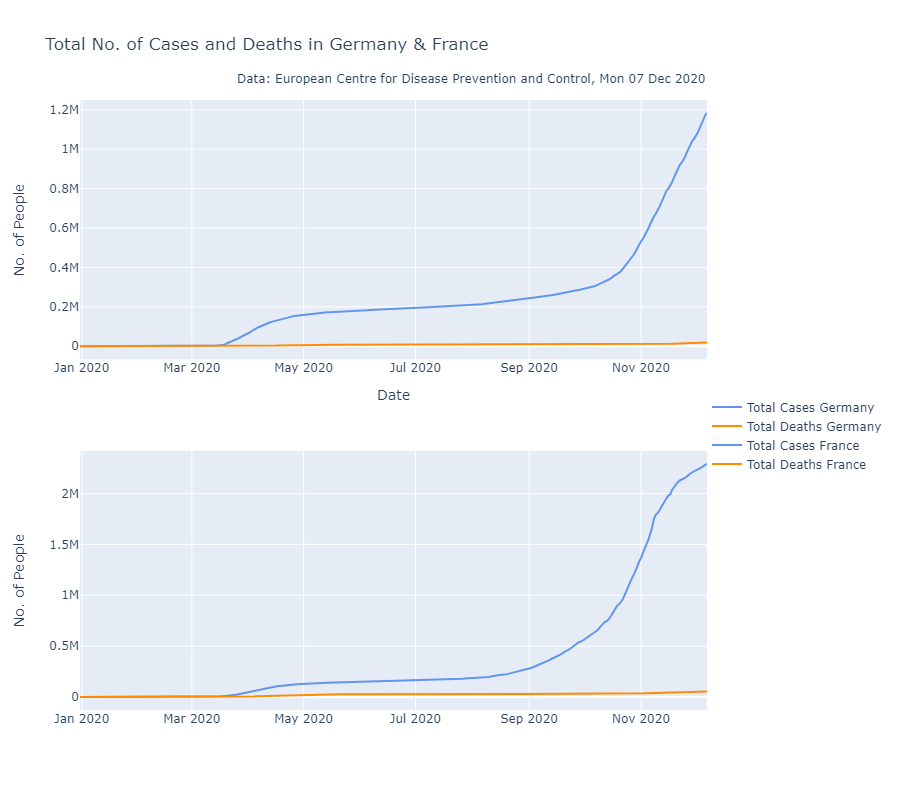 Total No. of Cases and Deaths in Germany & France
Data: European Centre for Disease Prevention and Control, Mon 07 Dec 2020
1.2M
1M
0.8M
0.6M
0.4M
0.2M
0
No. of People
Jan 2020 Mar 2020 May 2020 Jul 2020 Sep 2020 Nov 2020
Date
Total Cases Germany
Total Deaths Germany
Total Cases France
Total Deaths France
2M
1.5M
1M
0.5M
0
No. of People
Jan 2020 Mar 2020 May 2020 Jul 2020 Sep 2020 Nov 2020